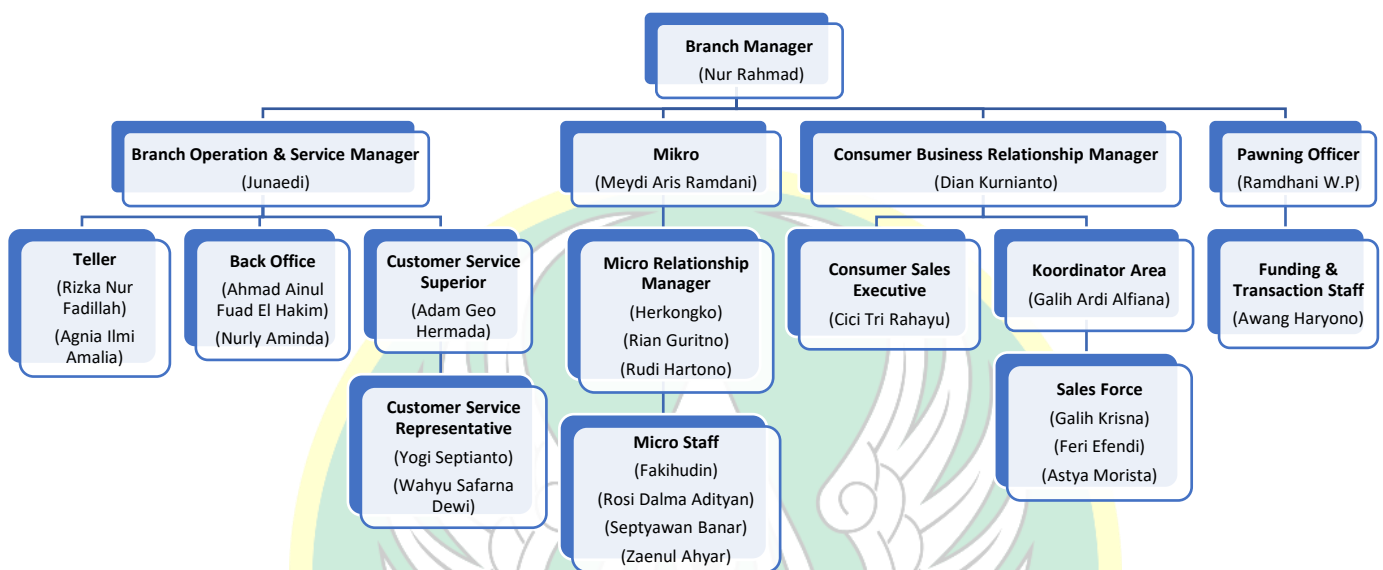 Branch Manager
(Nur Rahmad)
Branch Operation & Service Manager
(Junaedi)
Mikro
(Meydi Aris Ramdani)
Consumer Business Relationship Manager
(Dian Kurnianto)
Pawning Officer
(Ramdhani W.P)
Teller
(Rizka Nur
Fadillah)
(Agnia Ilmi
Amalia)
Back Office
(Ahmad Ainul
Fuad El Hakim)
(Nurly Aminda)
Customer Service
Superior
(Adam Geo
Hermada)
Micro Relationship
Manager
(Herkongko)
(Rian Guritno)
(Rudi Hartono)
Consumer Sales
Executive
(Cici Tri Rahayu)
Koordinator Area
(Galih Ardi Alfiana)
Funding &
Transaction Staff
(Awang Haryono)
Customer Service
Representative
(Yogi Septianto)
(Wahyu Safarna
Dewi)
Micro Staff
(Fakihudin)
(Rosi Dalma Adityan)
(Septyawan Banar)
(Zaenul Ahyar)
Sales Force
(Galih Krisna)
(Feri Efendi)
(Astya Morista)